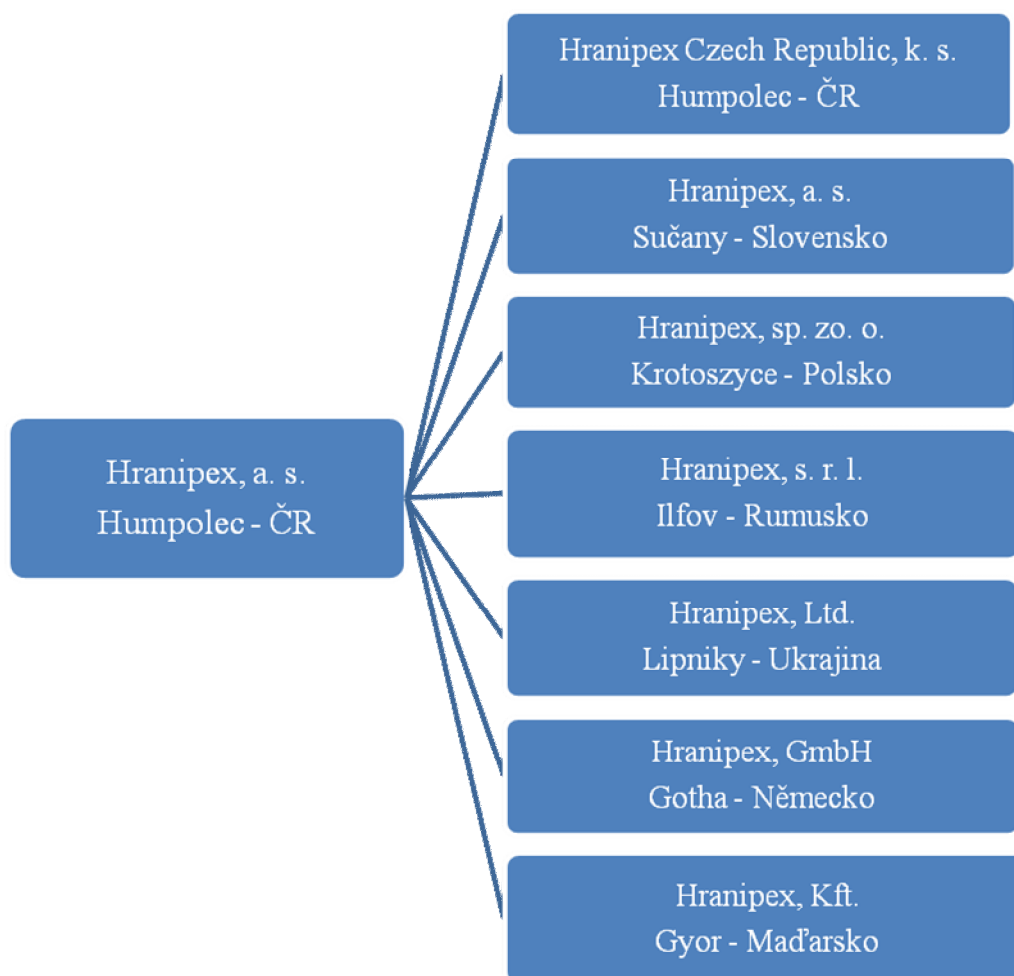 Hranipex, a. s.
Humpolec - ČR
Hranipex Czech Republic, k. s.
Humpolec - ČR
Hranipex, a. s.
Sučany - Slovensko
Hranipex, sp. zo. o.
Krotoszyce - Polsko
Hranipex, s. r. l.
Ilfov - Rumusko
Hranipex, Ltd.
Lipniky - Ukrajina
Hranipex, GmbH
Gotha - Německo
Hranipex, Kft.
Gyor - Maďarsko